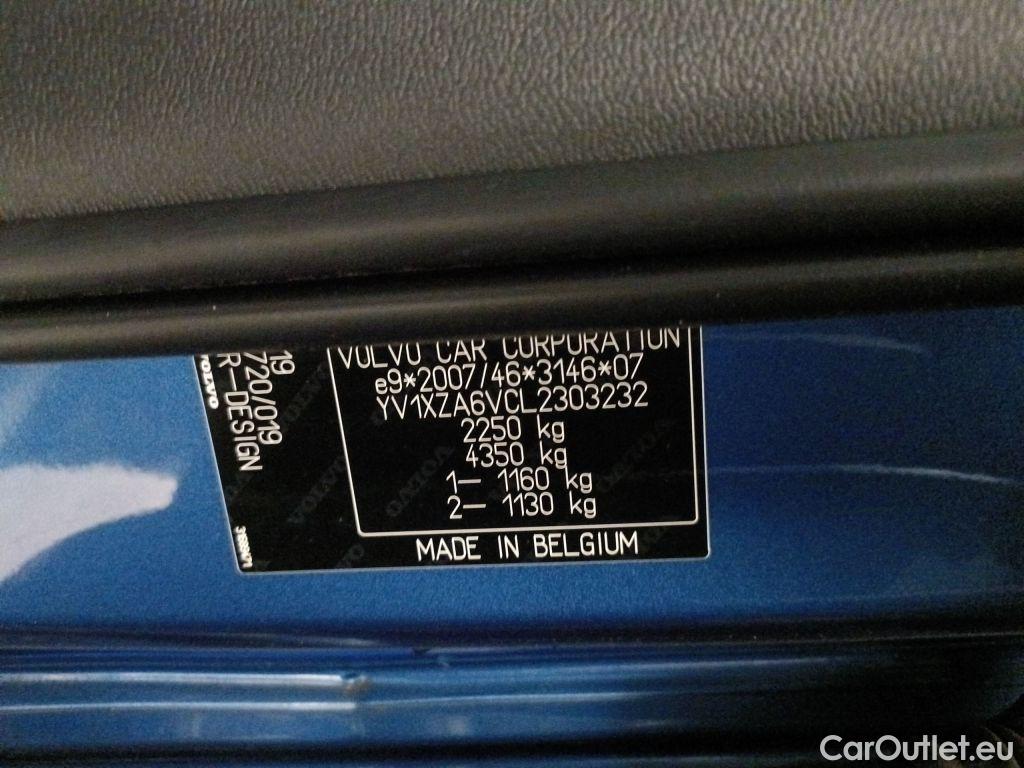 VOLVO CAR CORPORATION
e9*2007/46*3146*07
YV1XZA6VCL2303232
2250 kg
4350 kg
1– 1160 kg
2– 1130 kg
MADE IN BELGIUM
19
720/019
R-DESIGN
VOLVO
CarOutlet.eu